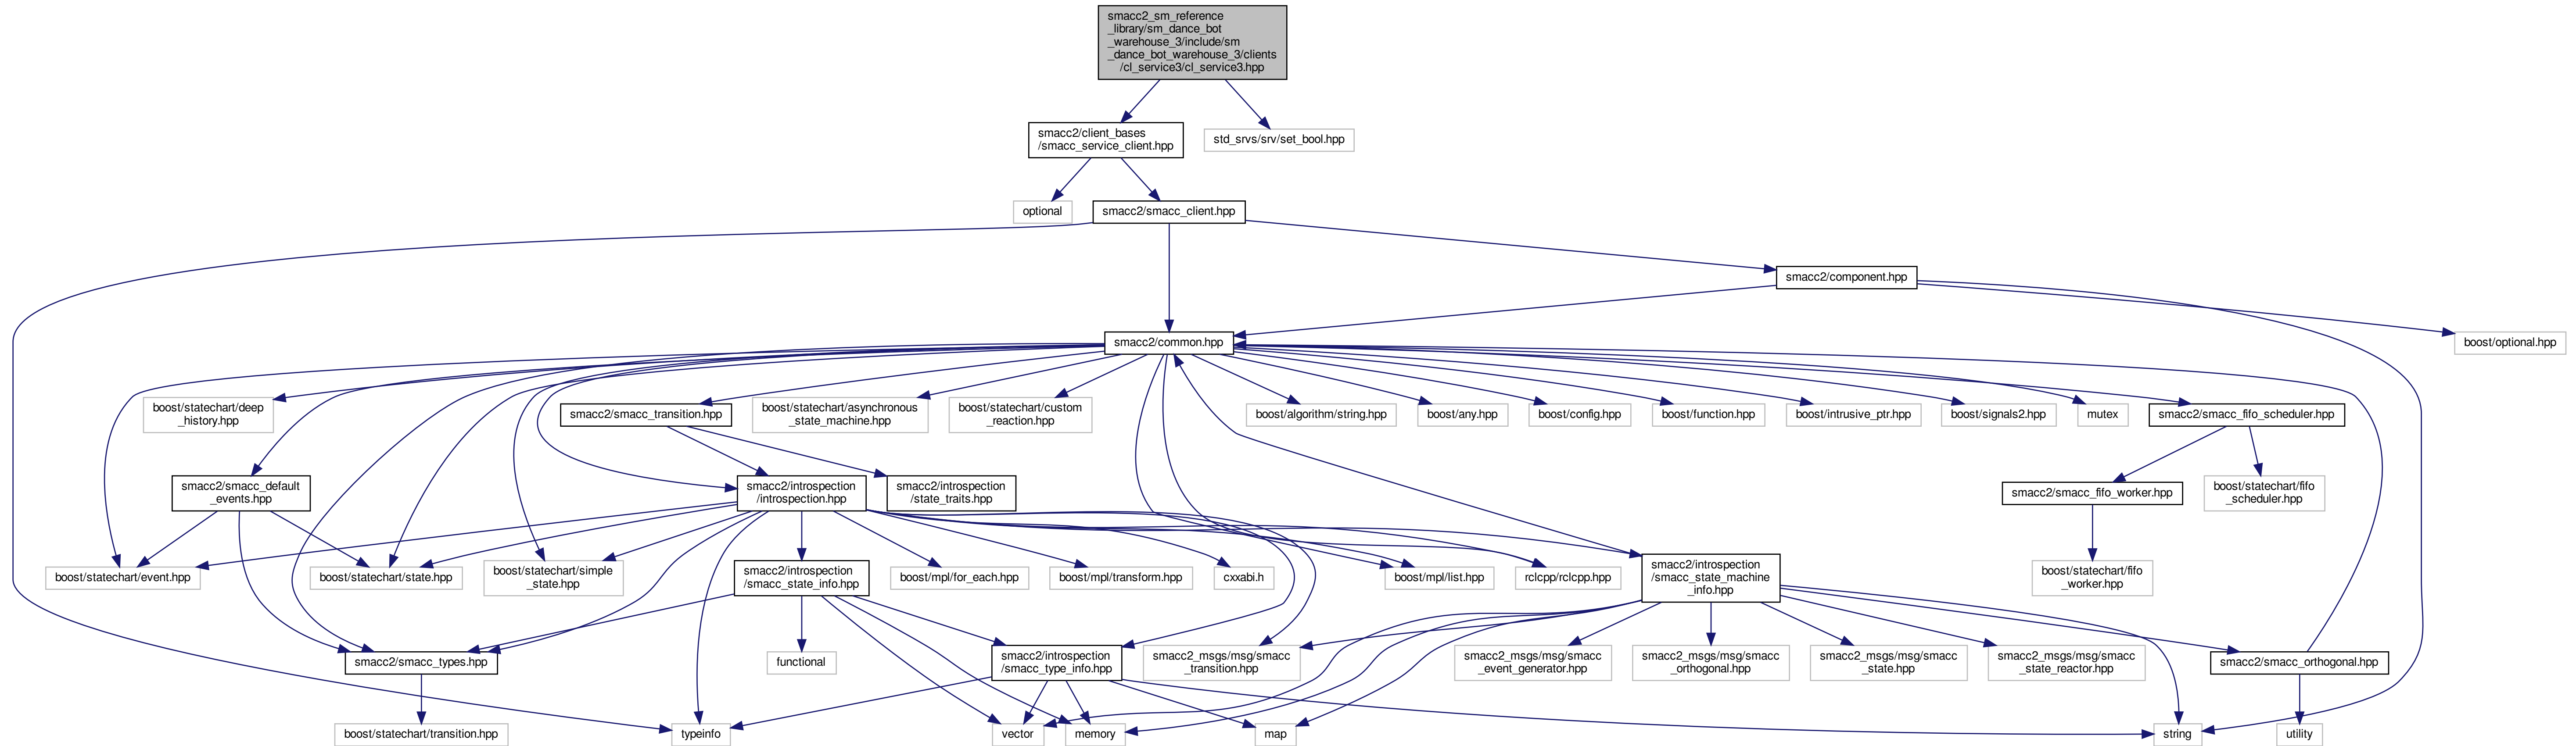 smacc2_sm_reference
_library/sm_dance_bot
_warehouse_3/include/sm
_dance_bot_warehouse_3/clients
/cl_service3/cl_service3.hpp
smacc2/client_bases
/smacc_service_client.hpp
std_srvs/srv/set_bool.hpp
optional
smacc2/smacc_client.hpp
smacc2/component.hpp
smacc2/common.hpp
boost/optional.hpp
boost/statechart/deep
_history.hpp
smacc2/smacc_transition.hpp
boost/statechart/asynchronous
_state_machine.hpp
boost/statechart/custom
_reaction.hpp
boost/algorithm/string.hpp
boost/any.hpp
boost/config.hpp
boost/function.hpp
boost/intrusive_ptr.hpp
boost/signals2.hpp
mutex
smacc2/smacc_fifo_scheduler.hpp
smacc2/smacc_default
_events.hpp
smacc2/introspection
/introspection.hpp
smacc2/introspection
/state_traits.hpp
smacc2/smacc_fifo_worker.hpp
boost/statechart/fifo
_scheduler.hpp
boost/statechart/event.hpp
boost/statechart/state.hpp
boost/statechart/simple
_state.hpp
smacc2/introspection
/smacc_state_info.hpp
boost/mpl/for_each.hpp
boost/mpl/transform.hpp
cxxabi.h
boost/mpl/list.hpp
rclcpp/rclcpp.hpp
smacc2/introspection
/smacc_state_machine
_info.hpp
boost/statechart/fifo
_worker.hpp
smacc2/smacc_types.hpp
functional
smacc2/introspection
/smacc_type_info.hpp
smacc2_msgs/msg/smacc
_transition.hpp
smacc2_msgs/msg/smacc
_event_generator.hpp
smacc2_msgs/msg/smacc
_orthogonal.hpp
smacc2_msgs/msg/smacc
_state.hpp
smacc2_msgs/msg/smacc
_state_reactor.hpp
smacc2/smacc_orthogonal.hpp
boost/statechart/transition.hpp
typeinfo
vector
memory
map
string
utility